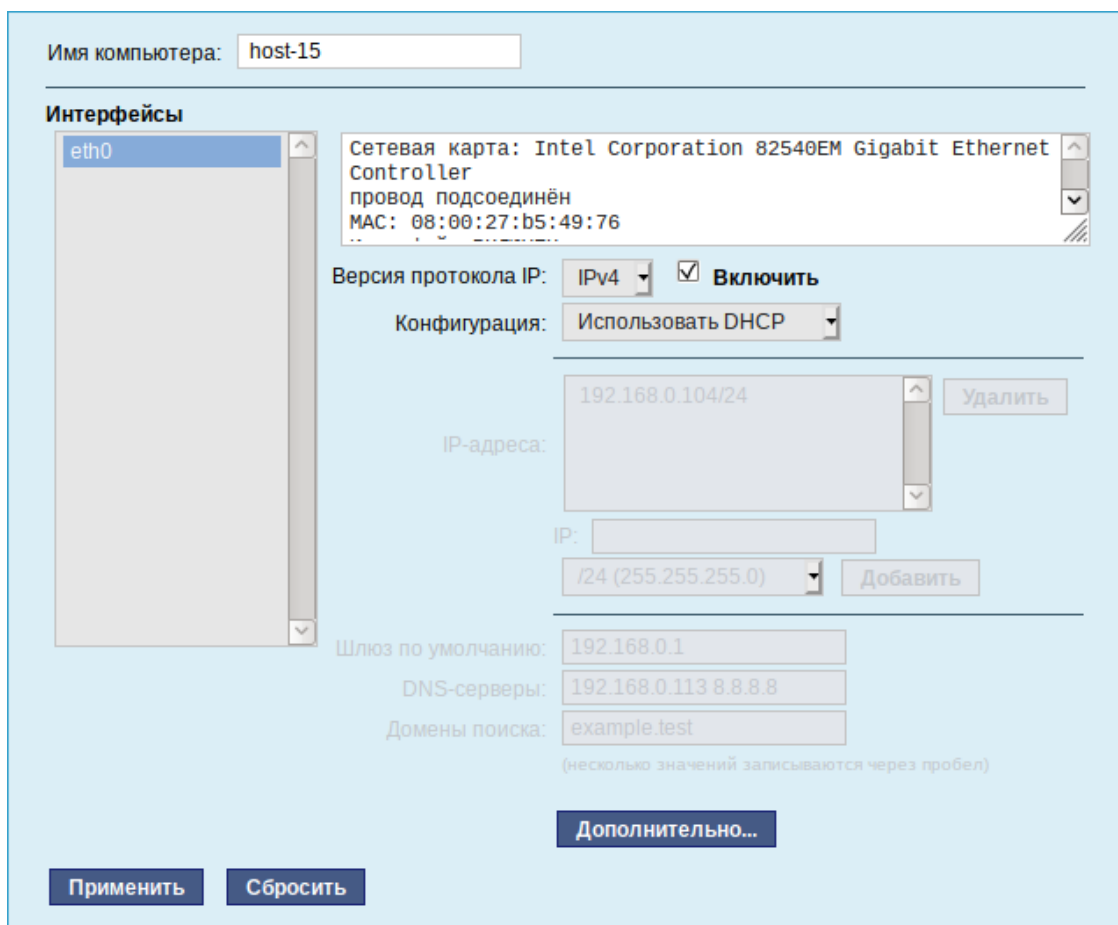 Имя компьютера: host-15
Интерфейсы
eth0
Сетевая карта: Intel Corporation 82540EM Gigabit Ethernet
Controller
провод подсоединён
MAC: 08:00:27:b5:49:76
Версия протокола IP: IPv4 Включить
Конфигурация: Использовать DHCP
192.168.0.104/24 Удалить
IP-адреса:
IP:
/24 (255.255.255.0) Добавить
Шлюз по умолчанию: 192.168.0.1
DNS-серверы: 192.168.0.113 8.8.8.8
Домены поиска: example.test
(несколько значений записываются через пробел)
Дополнительно...
Применить Сбросить